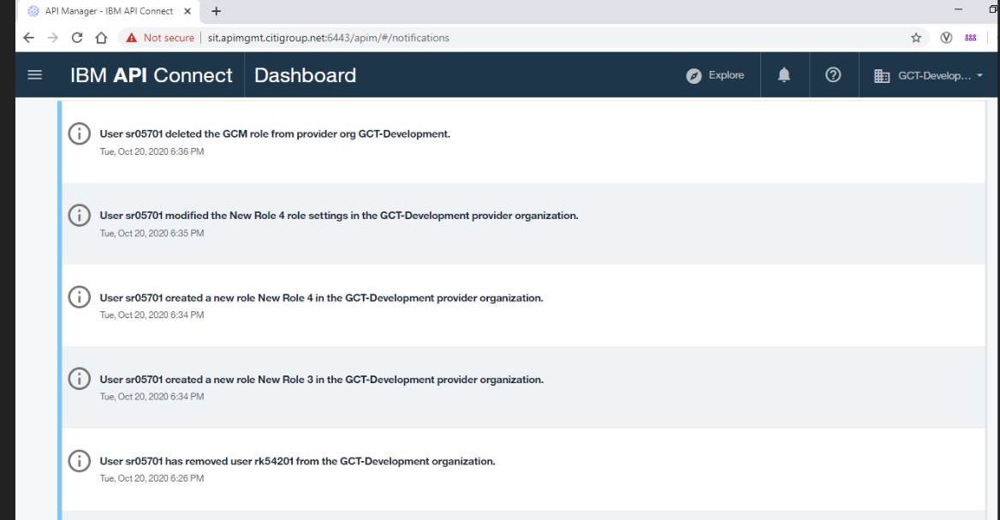 API Manager - IBM API Connect
Not secure | sit.apimgmt.citigroup.net:6443/apim/#/notifications
IBM API Connect Dashboard Explore GCT-Develop...
User sr05701 deleted the GCM role from provider org GCT-Development.
Tue, Oct 20, 2020 6:36 PM
User sr05701 modified the New Role 4 role settings in the GCT-Development provider organization.
Tue, Oct 20, 2020 6:35 PM
User sr05701 created a new role New Role 4 in the GCT-Development provider organization.
Tue, Oct 20, 2020 6:34 PM
User sr05701 created a new role New Role 3 in the GCT-Development provider organization.
Tue, Oct 20, 2020 6:34 PM
User sr05701 has removed user rk54201 from the GCT-Development organization.
Tue, Oct 20, 2020 6:26 PM